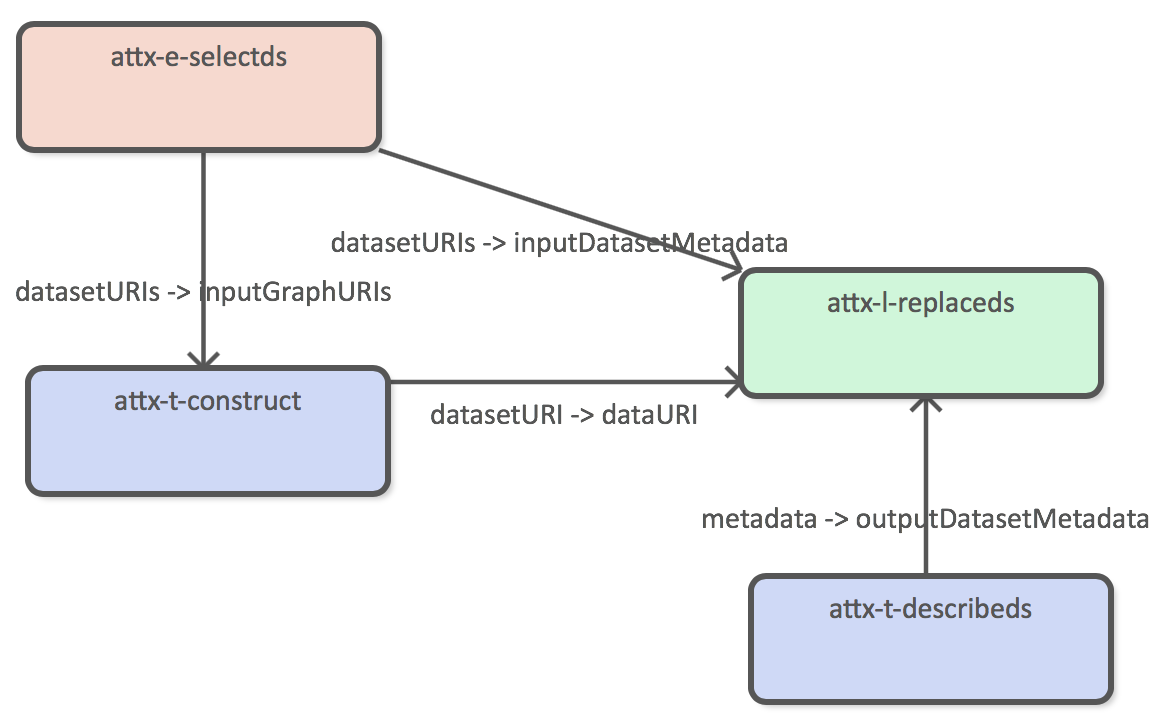 attx-e-selectds
datasetURIs -> inputDatasetMetadata
datasetURIs -> inputGraphURIs
attx-l-replaceds
attx-t-construct
datasetURI -> dataURI
metadata -> outputDatasetMetadata
attx-t-describeds